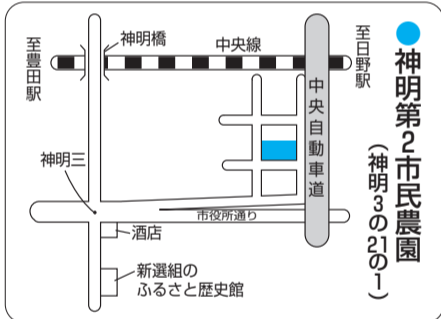 ●神明第2市民農園
(神明3の21の1)
至日野駅
中央自動車道
中央線
神明橋
至豊田駅
神明三
市役所通り
酒店
新選組の
ふるさと歴史館